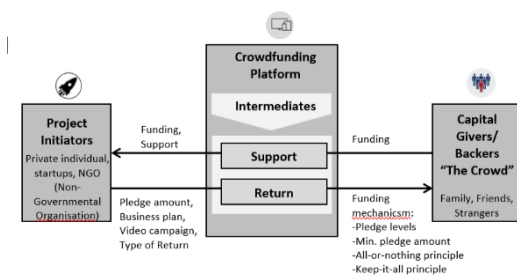 Crowdfunding
Platform
Intermediates
Support
Return
Project
Initiators
Private individual,
startups, NGO
(Non-
Governmental
Organisation)
Funding,
Support
Pledge amount,
Business plan,
Video campaign,
Type of Return
Funding
Funding
mechanicsm:
-Pledge levels
-Min. pledge amount
-All-or-nothing principle
-Keep-it-all principle
Capital
Givers/
Backers
“The Crowd”
Family, Friends,
Strangers